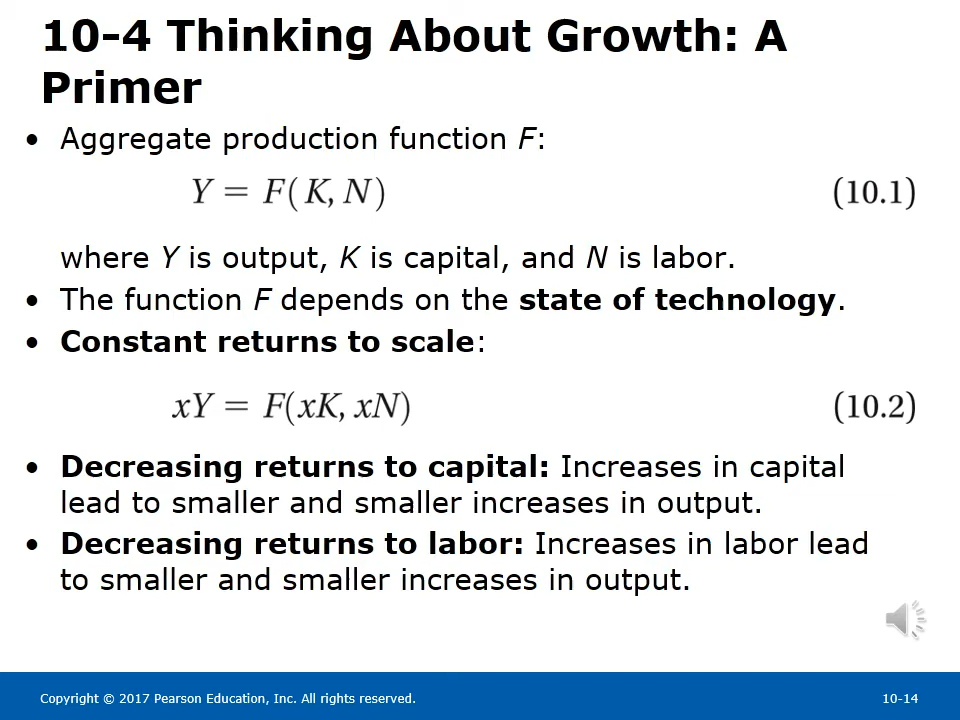 10-4 Thinking About Growth: A
Primer
• Aggregate production function F:
Y = F(K, N) (10.1)
where Y is output, K is capital, and N is labor.
• The function F depends on the state of technology.
• Constant returns to scale:
xY = F(xK, xN) (10.2)
• Decreasing returns to capital: Increases in capital
lead to smaller and smaller increases in output.
• Decreasing returns to labor: Increases in labor lead
to smaller and smaller increases in output.
Copyright © 2017 Pearson Education, Inc. All rights reserved. 10-14